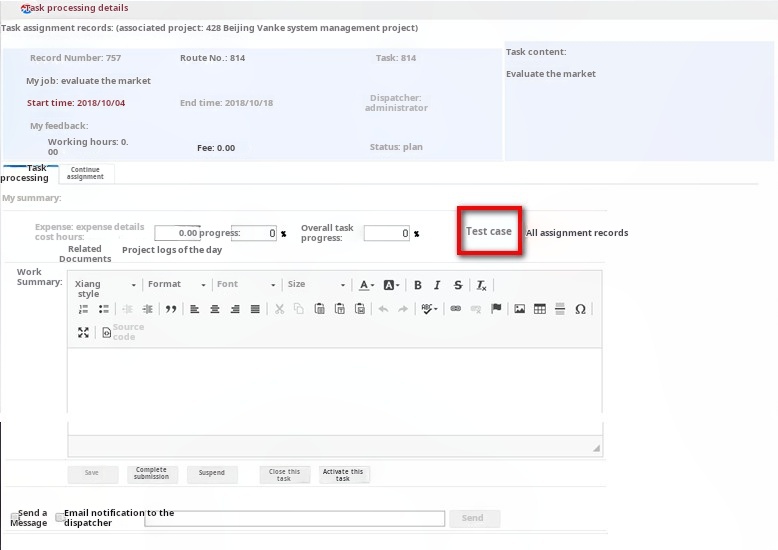 Task processing details
Task assignment records: (associated project: 428 Beijing Vanke system management project)
Record Number: 757 Route No.: 814 Task: 814
My job: evaluate the market
Start time: 2018/10/04 End time: 2018/10/18 Dispatcher:
administrator
My feedback:
Working hours: 0.
00 Fee: 0.00 Status: plan
Task content:
Evaluate the market
Task
processing
Continue
assignment
My summary:
Expense: expense details
cost hours: 0.00 progress: 0 % Overall task
progress: 0 % Test case All assignment records
Related
Documents Project logs of the day
Work
Summary:
Xiang
style Format Font Size A A B I S Tx
ABC Ω
Source
code
Save Complete
submission Suspend Close this
task Activate this
task
Send a
Message Email notification to the
dispatcher Send